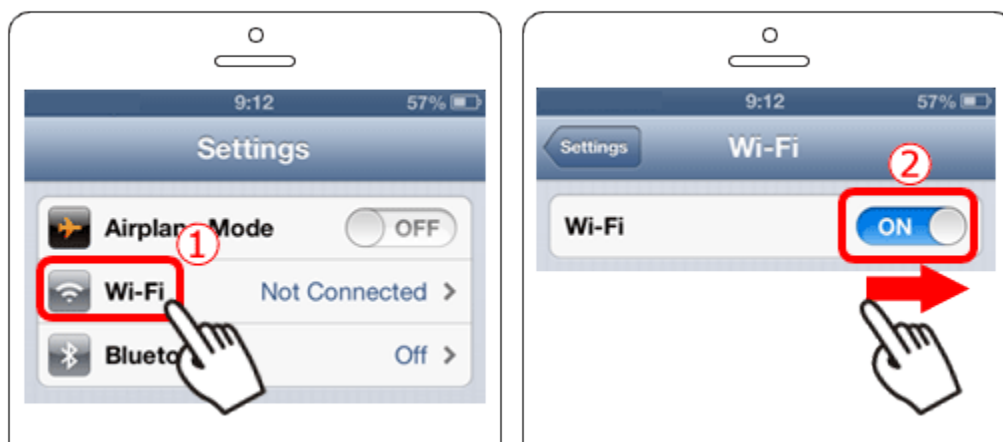 9:12 57%
Settings
Airplane Mode OFF
①
Wi-Fi Not Connected
Blueto Off
9:12 57%
Settings Wi-Fi
②
Wi-Fi ON